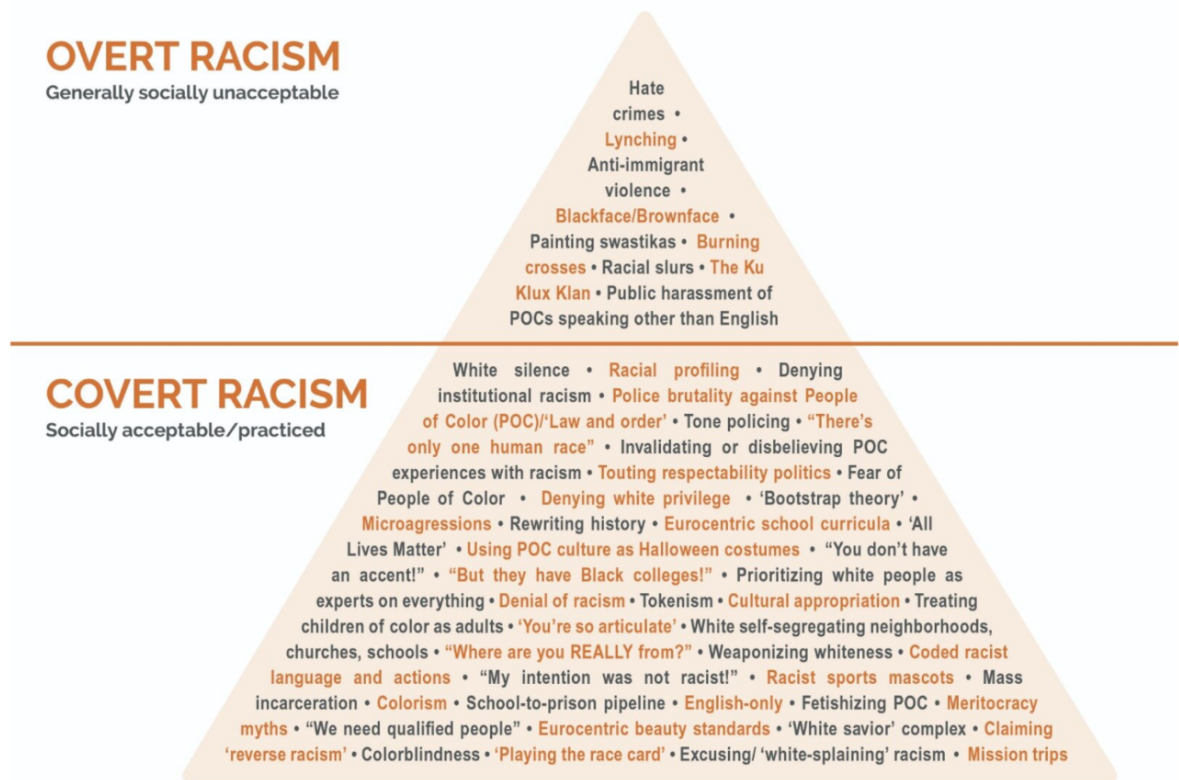 OVERT RACISM
Generally socially unacceptable
Hate
crimes •
Lynching •
Anti-immigrant
violence •
Blackface/Brownface •
Painting swastikas • Burning
crosses • Racial slurs • The Ku
Klux Klan • Public harassment of
POCs speaking other than English
COVERT RACISM
Socially acceptable/practiced
White silence • Racial profiling • Denying
institutional racism • Police brutality against People
of Color (POC)/‘Law and order’ • Tone policing • “There’s
only one human race” • Invalidating or disbelieving POC
experiences with racism • Touting respectability politics • Fear of
People of Color • Denying white privilege • ‘Bootstrap theory’ •
Microagressions • Rewriting history • Eurocentric school curricula • ‘All
Lives Matter’ • Using POC culture as Halloween costumes • “You don’t have
an accent!” • “But they have Black colleges!” • Prioritizing white people as
experts on everything • Denial of racism • Tokenism • Cultural appropriation • Treating
children of color as adults • ‘You’re so articulate’ • White self-segregating neighborhoods,
churches, schools • “Where are you REALLY from?” • Weaponizing whiteness • Coded racist
language and actions • “My intention was not racist!” • Racist sports mascots • Mass
incarceration • Colorism • School-to-prison pipeline • English-only • Fetishizing POC • Meritocracy
myths • “We need qualified people” • Eurocentric beauty standards • ‘White savior’ complex • Claiming
‘reverse racism’ • Colorblindness • ‘Playing the race card’ • Excusing/ ‘white-splaining’ racism • Mission trips